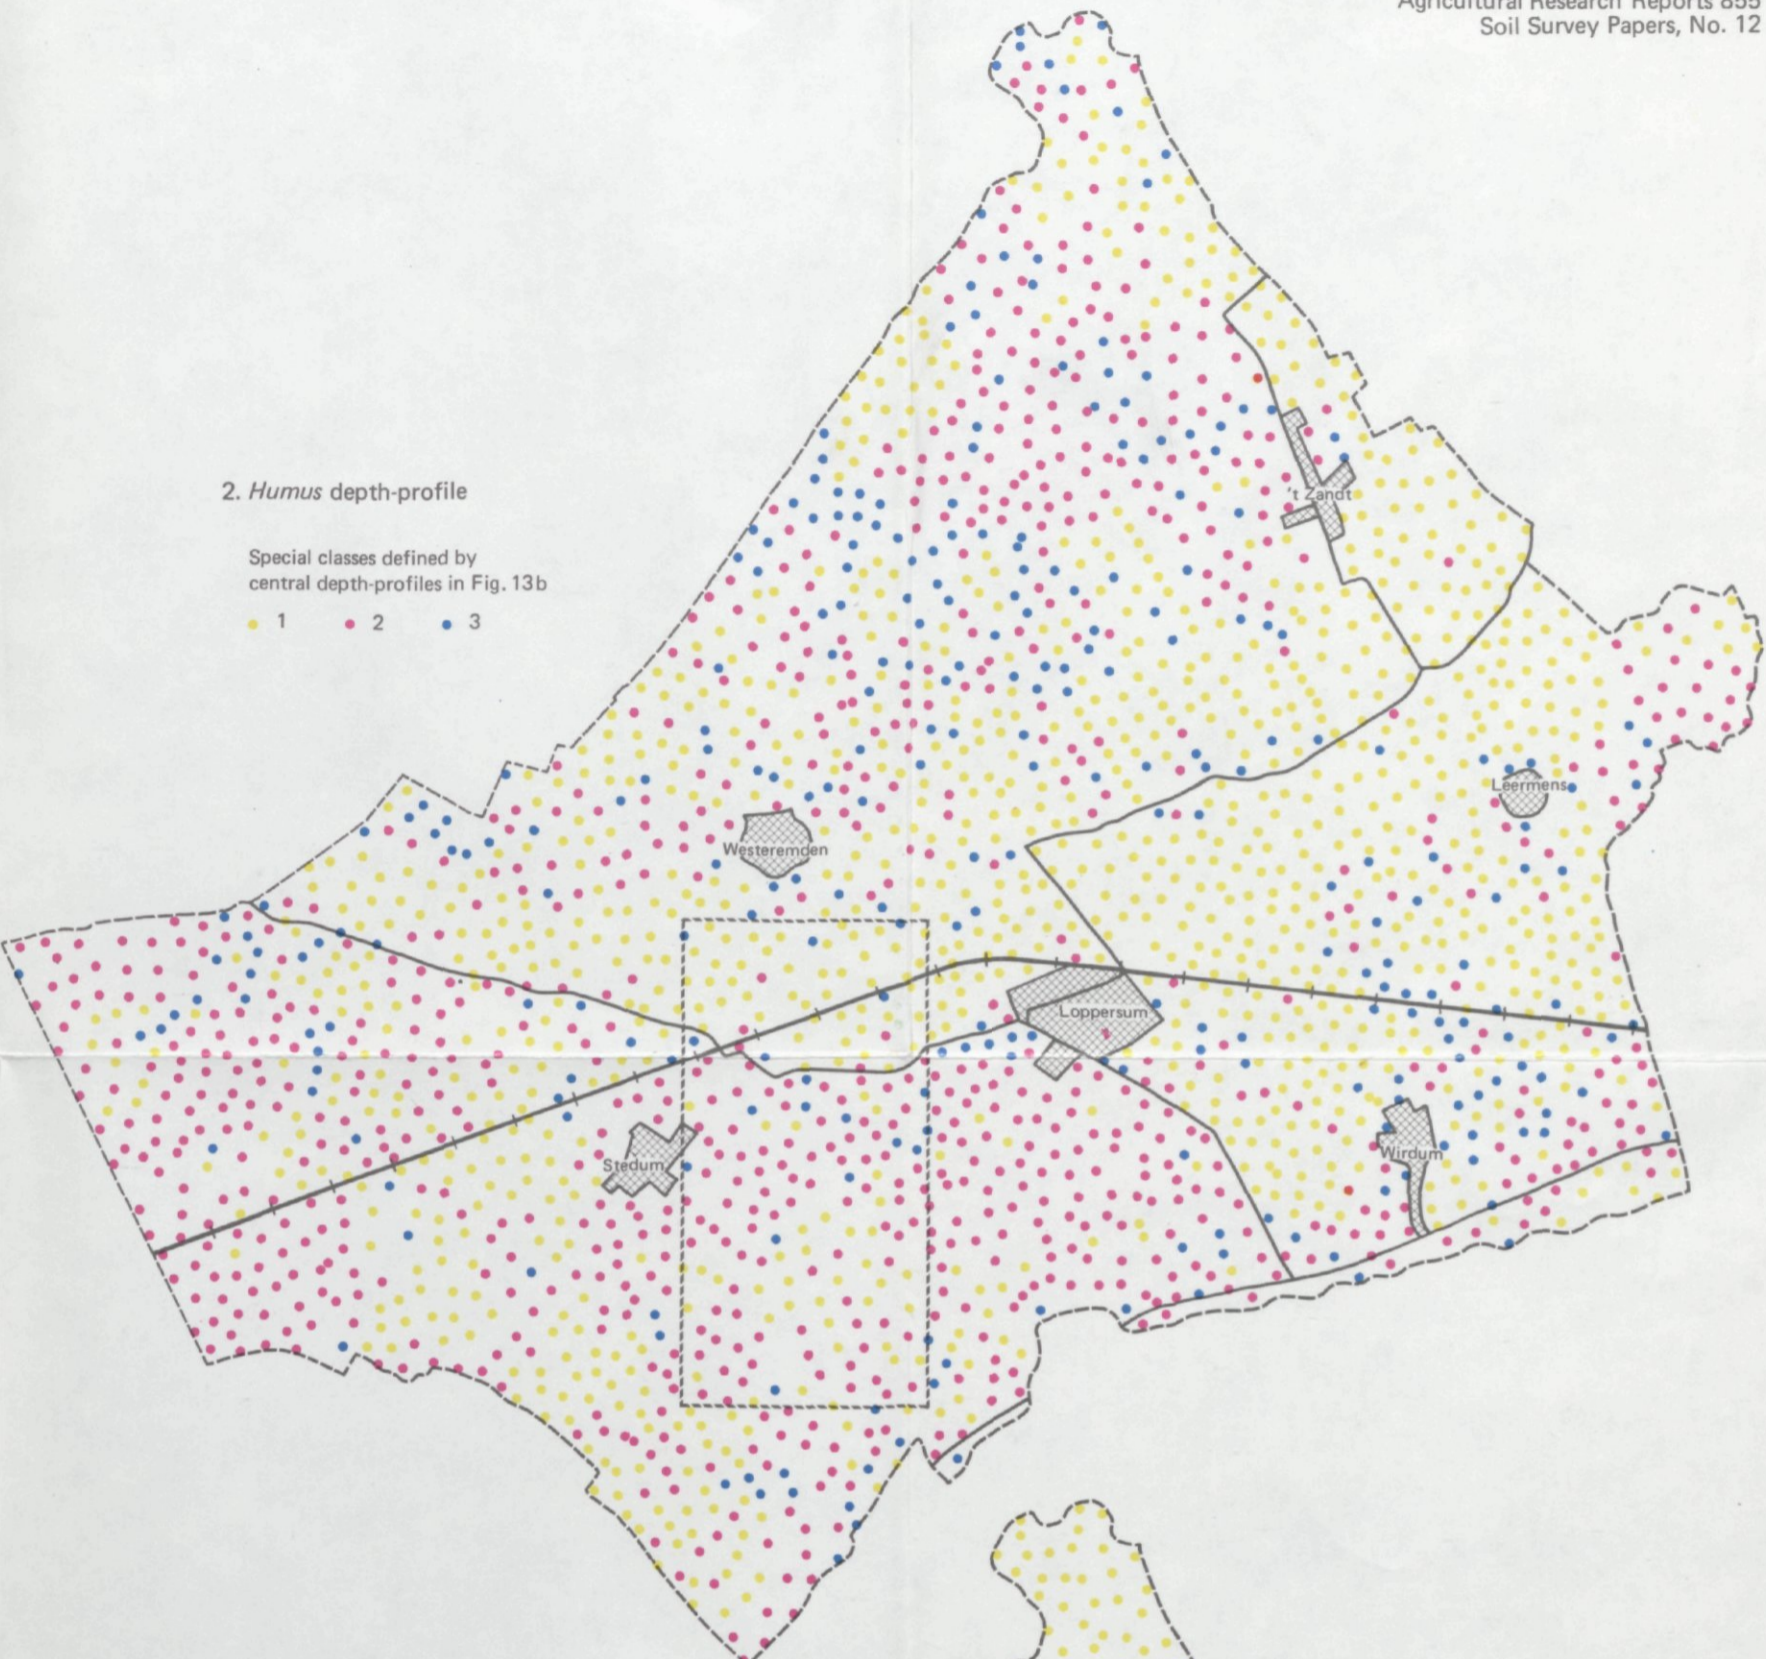 Agricultural Research Reports 855
Soil Survey Papers, No. 12
2. Humus depth-profile
Special classes defined by
central depth-profiles in Fig. 13b
1 2 3
't Zandt
Leermens
Westeremden
Loppersum
Wirdum
Stedum